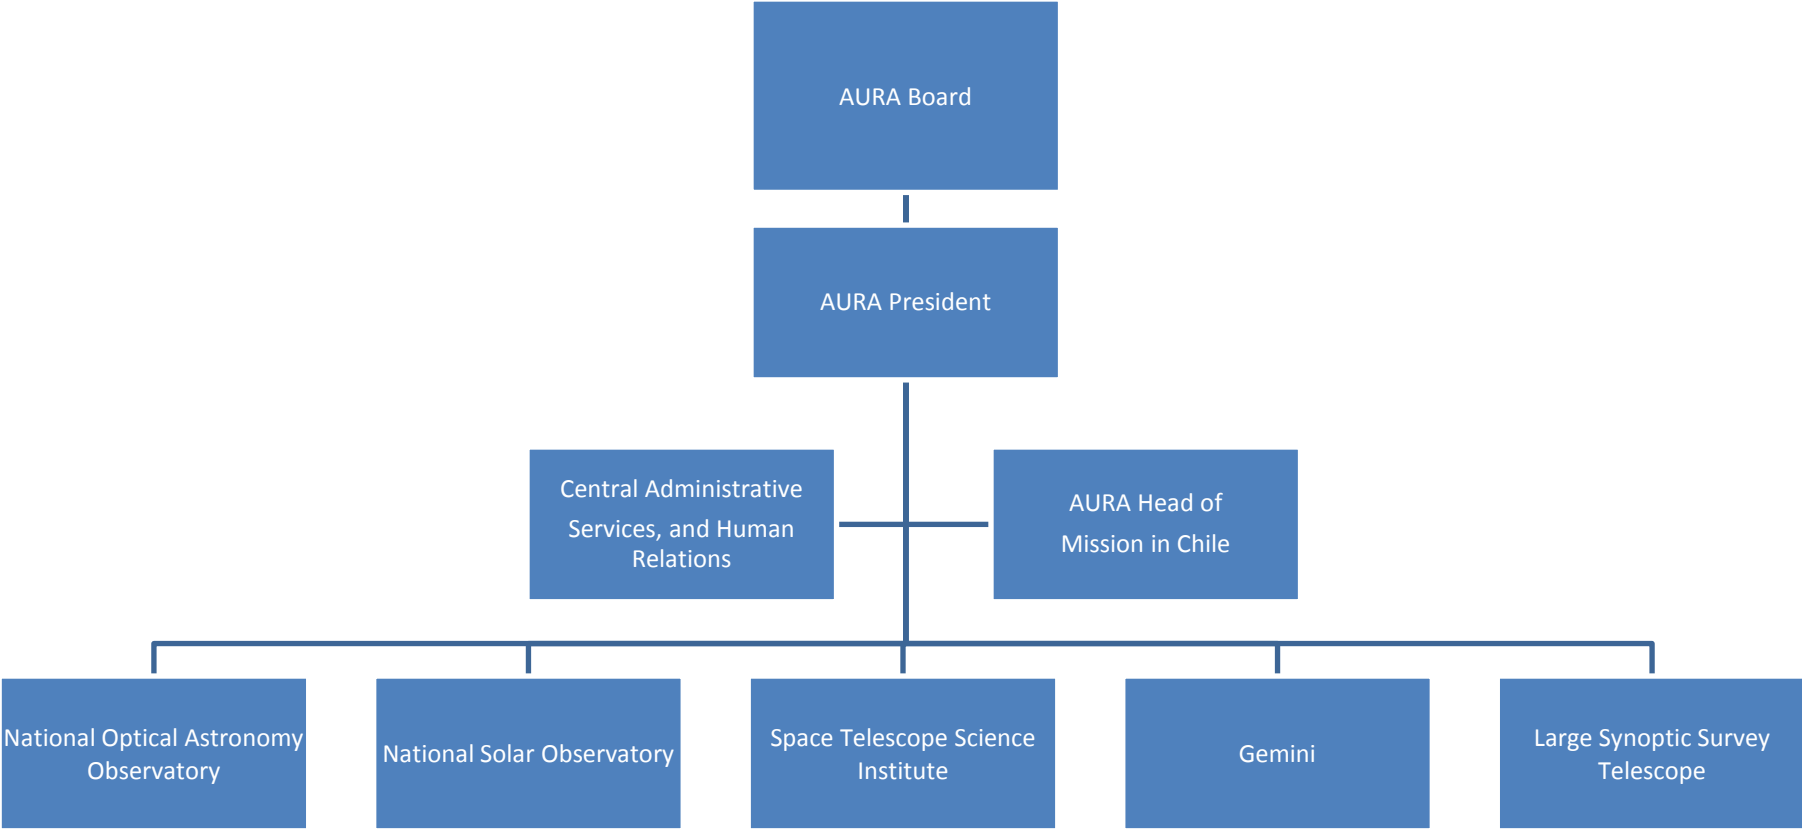 AURA Board
AURA President
Central Administrative
Services, and Human
Relations
AURA Head of
Mission in Chile
National Optical Astronomy
Observatory
National Solar Observatory
Space Telescope Science
Institute
Gemini
Large Synoptic Survey
Telescope